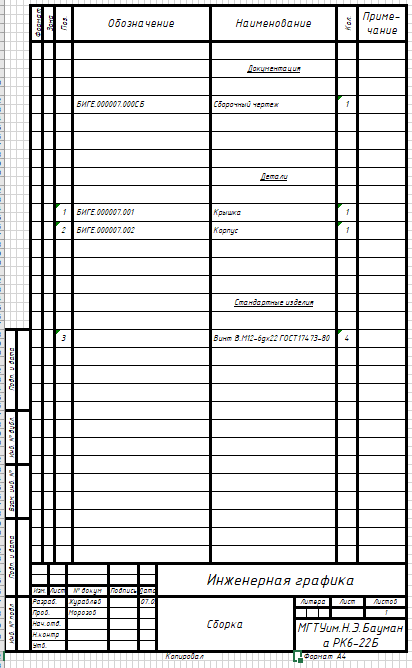 Формат
Зона
Поз.
Обозначение
Наименование
Кол.
Приме-
чание
Документация
БИГЕ.000007.000СБ Сборочный чертеж 1
Детали
1 БИГЕ.000007.001 Крышка 1
2 БИГЕ.000007.002 Корпус 1
Стандартные изделия
3 Винт В.М12-6gх22 ГОСТ17473-80 4
Подп. и дата
Инв. № дубл.
Взам. инв. №
Подп. и дата
Инв. № подл.
Инженерная графика
Изм. Лист № докум Подпись Дата
Разраб. Журавлев 07.0
Проб. Морозов
Нач.отд.
Н.контр
Утв.
Сборка
Литера Лист Листов
1
МГТУим.Н.Э.Бауман
а РК6-22Б
Копировал Формат А4